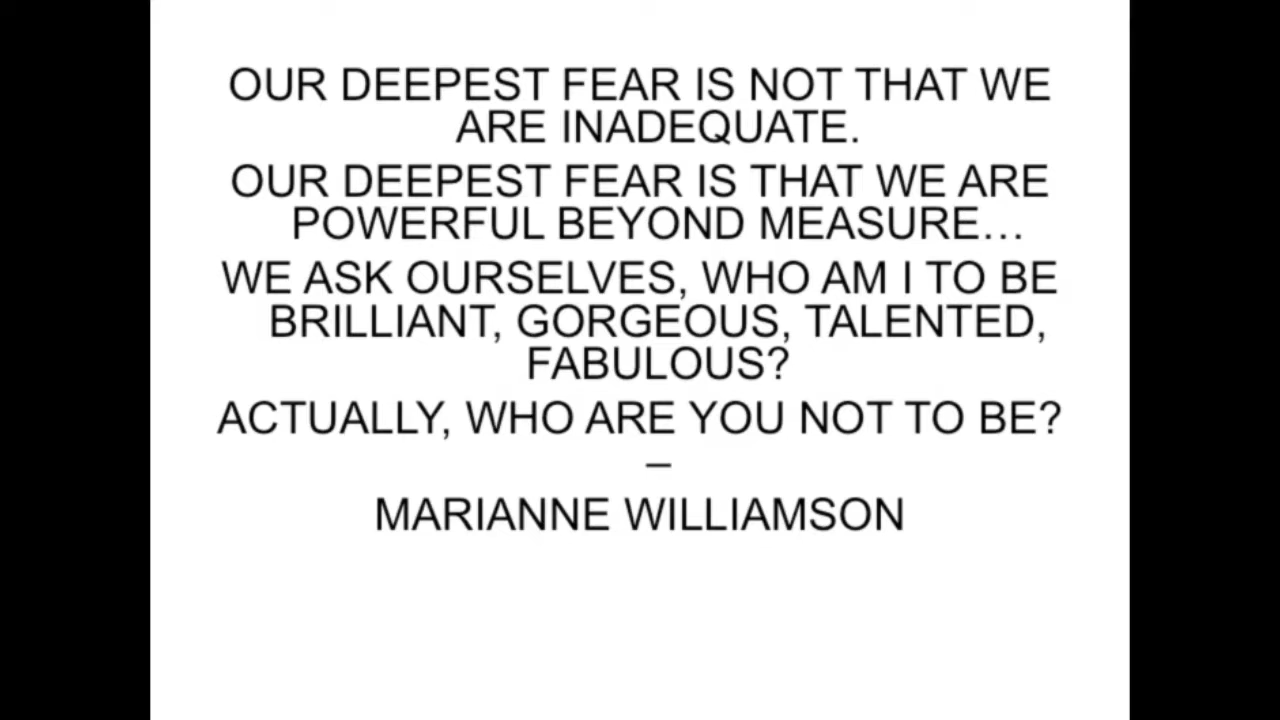 OUR DEEPEST FEAR IS NOT THAT WE
ARE INADEQUATE.
OUR DEEPEST FEAR IS THAT WE ARE
POWERFUL BEYOND MEASURE…
WE ASK OURSELVES, WHO AM I TO BE
BRILLIANT, GORGEOUS, TALENTED,
FABULOUS?
ACTUALLY, WHO ARE YOU NOT TO BE?
–
MARIANNE WILLIAMSON